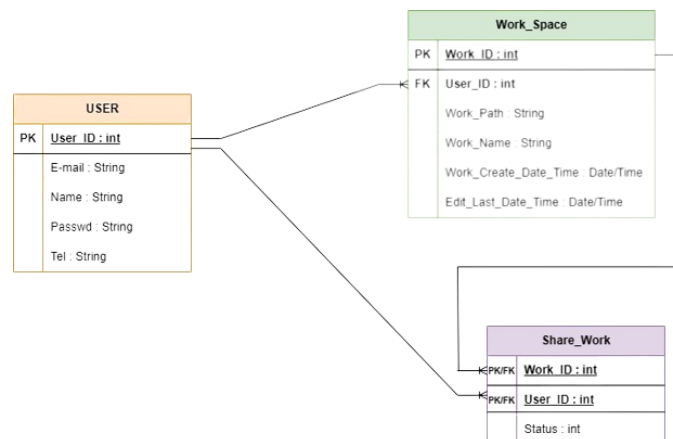 Work_Space
PK Work_ID : int
FK User_ID : int
Work_Path : String
Work_Name : String
Work_Create_Date_Time : Date/Time
Edit_Last_Date_Time : Date/Time
USER
PK User_ID : int
E-mail : String
Name : String
Passwd : String
Tel : String
Share_Work
PK/FK Work_ID : int
PK/FK User_ID : int
Status : int